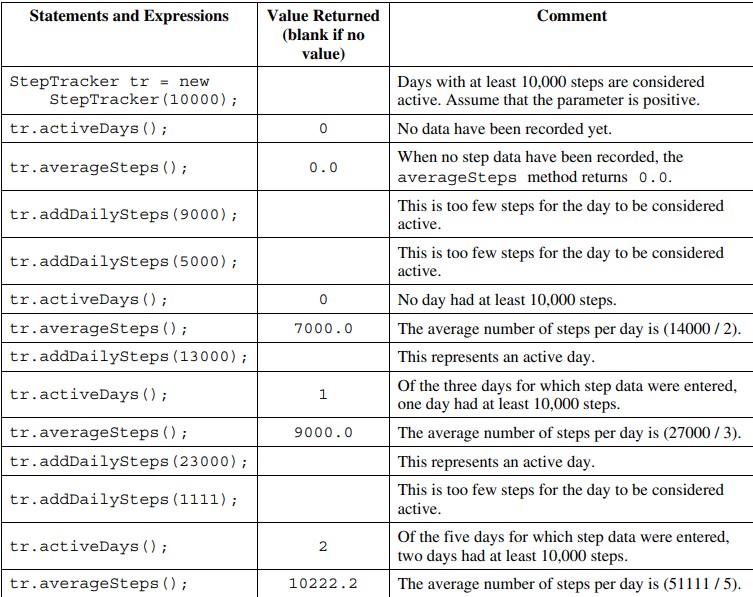 Statements and Expressions
Value Returned
(blank if no
value)
Comment
StepTracker tr = new
StepTracker(10000);
Days with at least 10,000 steps are considered
active. Assume that the parameter is positive.
tr.activeDays();
0
No data have been recorded yet.
tr.averageSteps();
0.0
When no step data have been recorded, the
averageSteps method returns 0.0.
tr.addDailySteps(9000);
This is too few steps for the day to be considered
active.
tr.addDailySteps(5000);
This is too few steps for the day to be considered
active.
tr.activeDays();
0
No day had at least 10,000 steps.
tr.averageSteps();
7000.0
The average number of steps per day is (14000 / 2).
tr.addDailySteps(13000);
This represents an active day.
tr.activeDays();
1
Of the three days for which step data were entered,
one day had at least 10,000 steps.
tr.averageSteps();
9000.0
The average number of steps per day is (27000 / 3).
tr.addDailySteps(23000);
This represents an active day.
tr.addDailySteps(1111);
This is too few steps for the day to be considered
active.
tr.activeDays();
2
Of the five days for which step data were entered,
two days had at least 10,000 steps.
tr.averageSteps();
10222.2
The average number of steps per day is (51111 / 5).